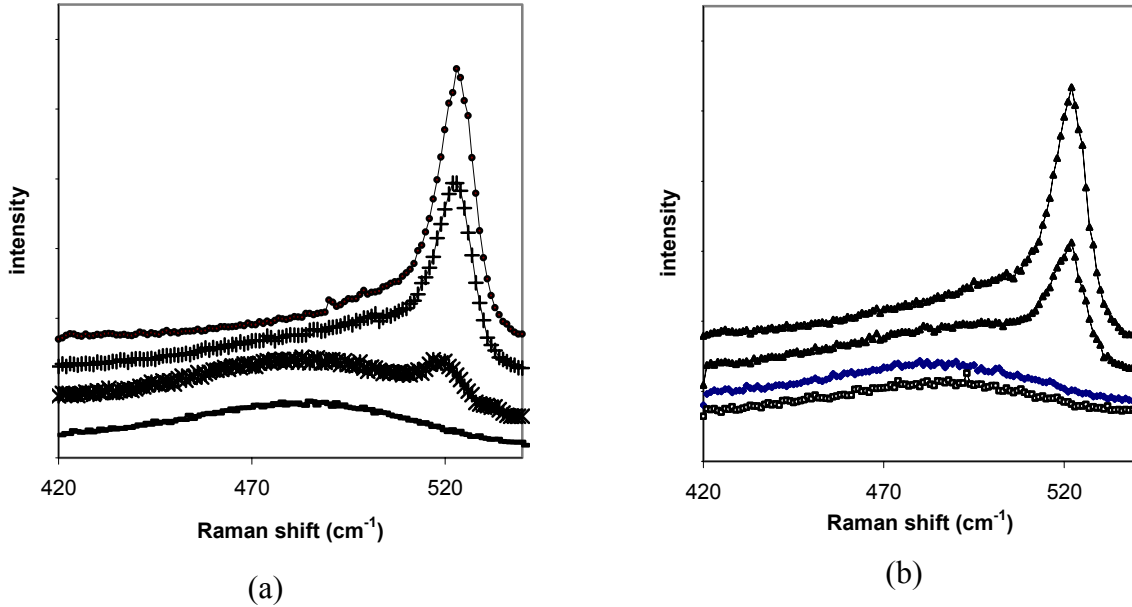 intensity
420
470
520
Raman shift (cm⁻¹)
(a)
intensity
420
470
520
Raman shift (cm⁻¹)
(b)